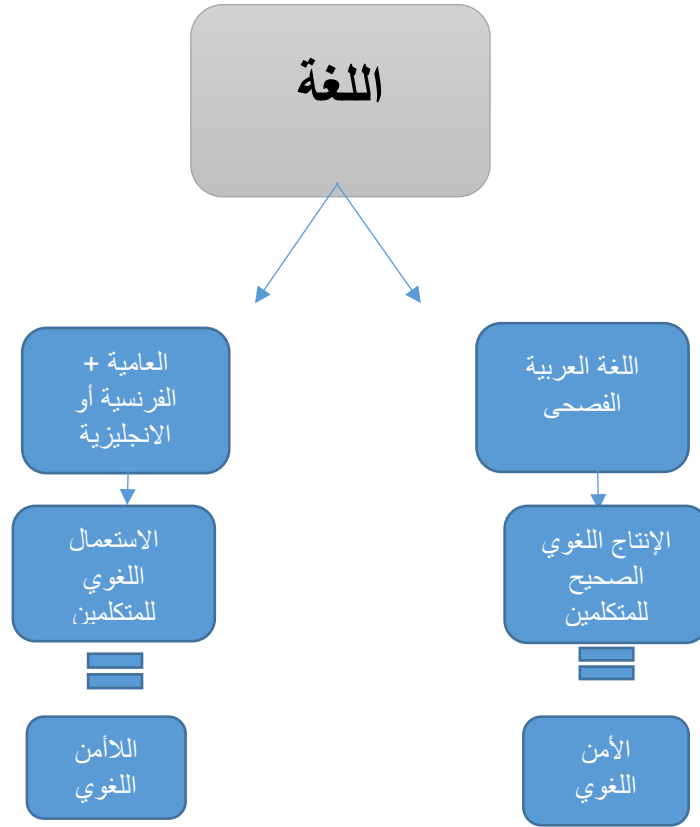 اللغة
اللغة العربية
الفصحى
العامية +
الفرنسية أو
الانجليزية
الإنتاج اللغوي
الصحيح
للمتكلمين
الاستعمال
اللغوي
للمتكلمين
الأمن
اللغوي
اللاأمن
اللغوي